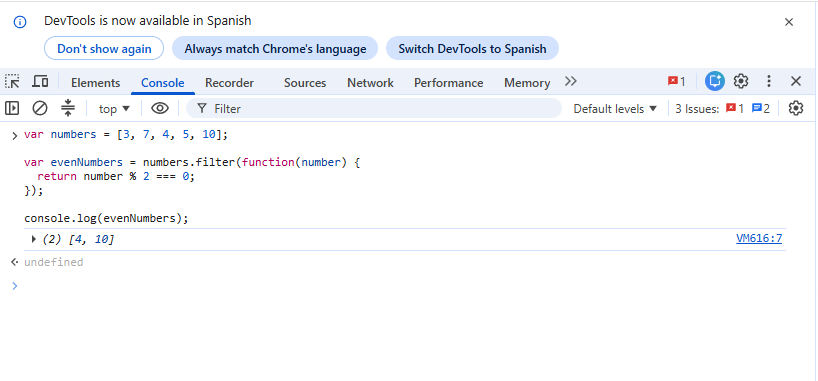 DevTools is now available in Spanish
Don't show again Always match Chrome's language Switch DevTools to Spanish
Elements Console Recorder Sources Network Performance Memory 1
top Filter Default levels 3 Issues: 1 2
var numbers = [3, 7, 4, 5, 10];
var evenNumbers = numbers.filter(function(number) {
  return number % 2 === 0;
});
console.log(evenNumbers);
(2) [4, 10] VM616:7
undefined